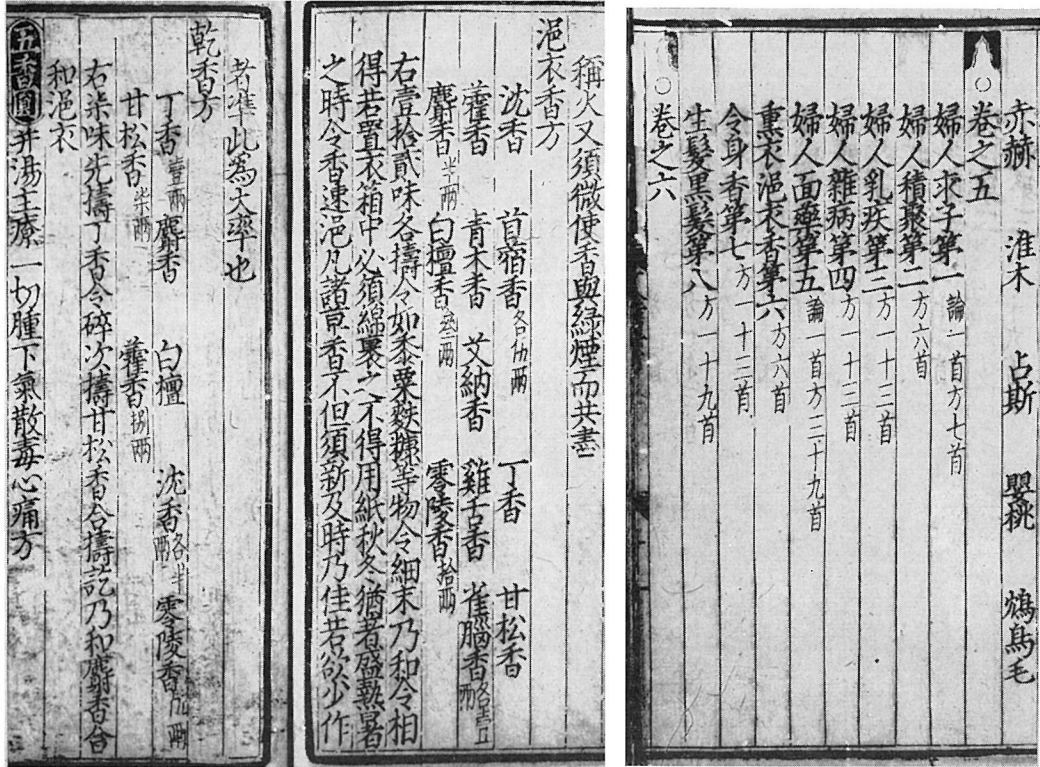 赤赫 淮木 占斯 嬰桃 鴆鳥毛
卷之五
婦人求子第一 論一首方七首
婦人積聚第二 方六首
婦人乳疾第三 方一十三首
婦人雜病第四 方一十三首
婦人面藥第五 論一首方三十九首
熏衣浥衣香第六 方六首
令身香第七 方一十三首
生髮黑髮第八 方一十九首
卷之六
稱火又須微使香與綠煙而共盡
浥衣香方
沈香 苜蓿香各伍兩 丁香 甘松香
藿香 青木香 艾納香 雞舌香 雀腦香各壹兩
麝香半兩 白檀香叁兩 零陵香拾兩
右壹拾貳味各擣令如黍粟麩糠等物令細末乃和令相
得若置衣箱中必須綿裹之不得用紙秋冬猶著盛熱暑
之時令香速浥凡諸草香不但須新及時乃佳若欲少作
者準此為大率也
乾香方
丁香壹兩 麝香 白檀 沈香各半兩 零陵香 兩
甘松香柒兩 藿香捌兩
右柒味先擣丁香令碎次擣甘松香合擣訖乃和麝香合
和浥衣
五香圓并湯主療一切腫下氣散毒心痛方